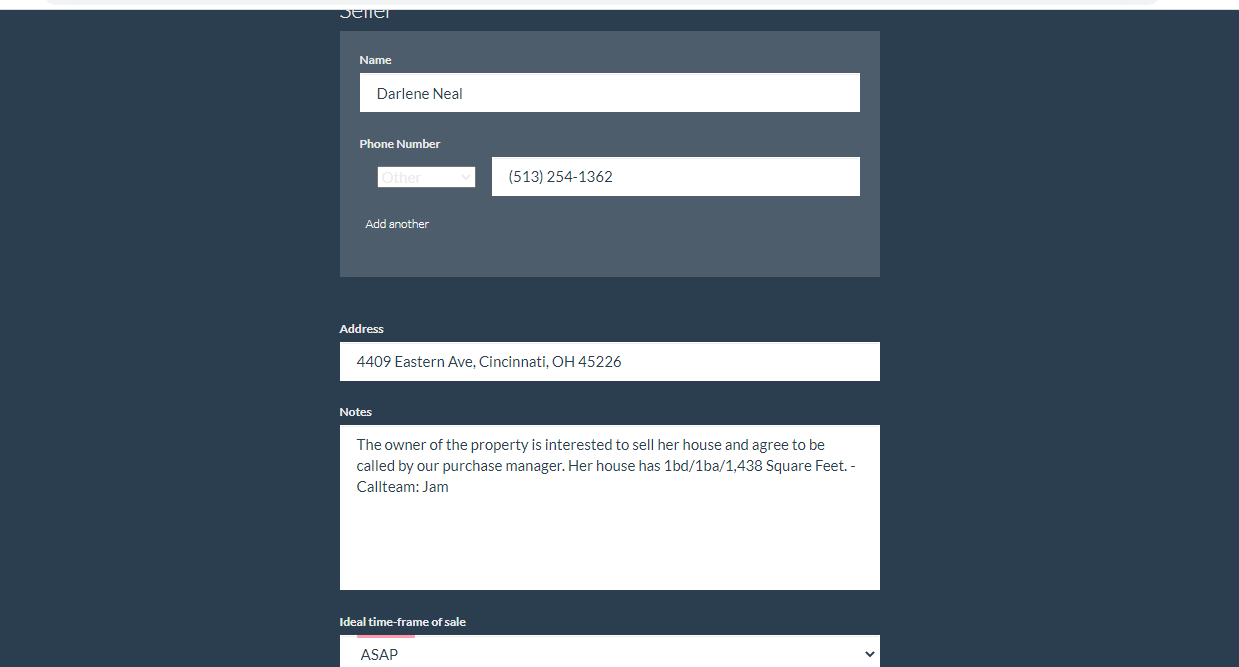 Seller
Name
Darlene Neal
Phone Number
Other
(513) 254-1362
Add another
Address
4409 Eastern Ave, Cincinnati, OH 45226
Notes
The owner of the property is interested to sell her house and agree to be
called by our purchase manager. Her house has 1bd/1ba/1,438 Square Feet. -
Callteam: Jam
Ideal time-frame of sale
ASAP